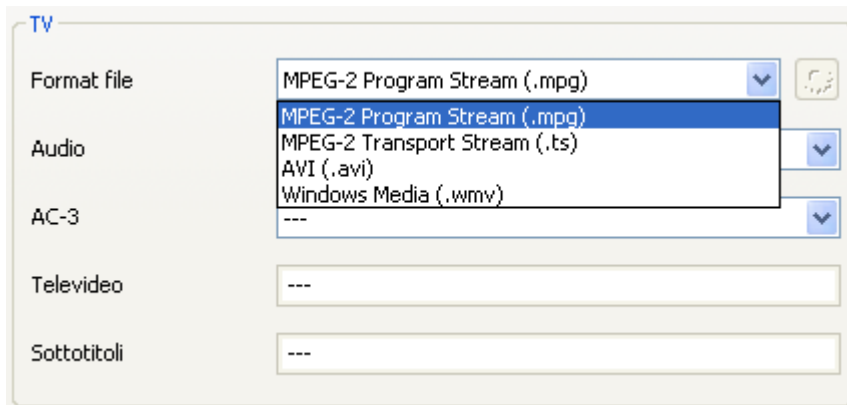 TV
Format file
MPEG-2 Program Stream (.mpg)
MPEG-2 Program Stream (.mpg)
MPEG-2 Transport Stream (.ts)
AVI (.avi)
Windows Media (.wmv)
Audio
AC-3
---
Televideo
---
Sottotitoli
---